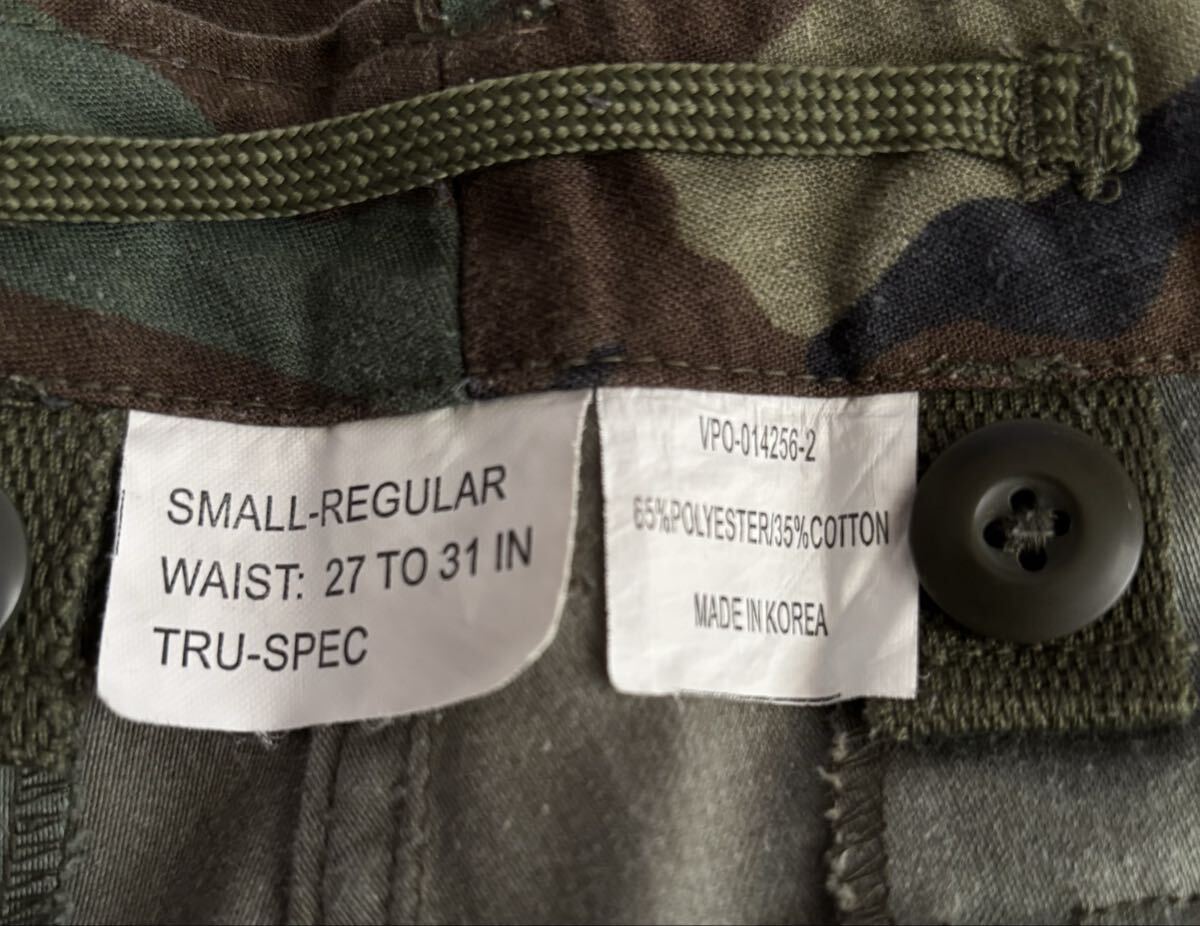 SMALL-REGULAR
WAIST: 27 TO 31 IN
TRU-SPEC
VPO-014256-2
65%POLYESTER/35%COTTON
MADE IN KOREA